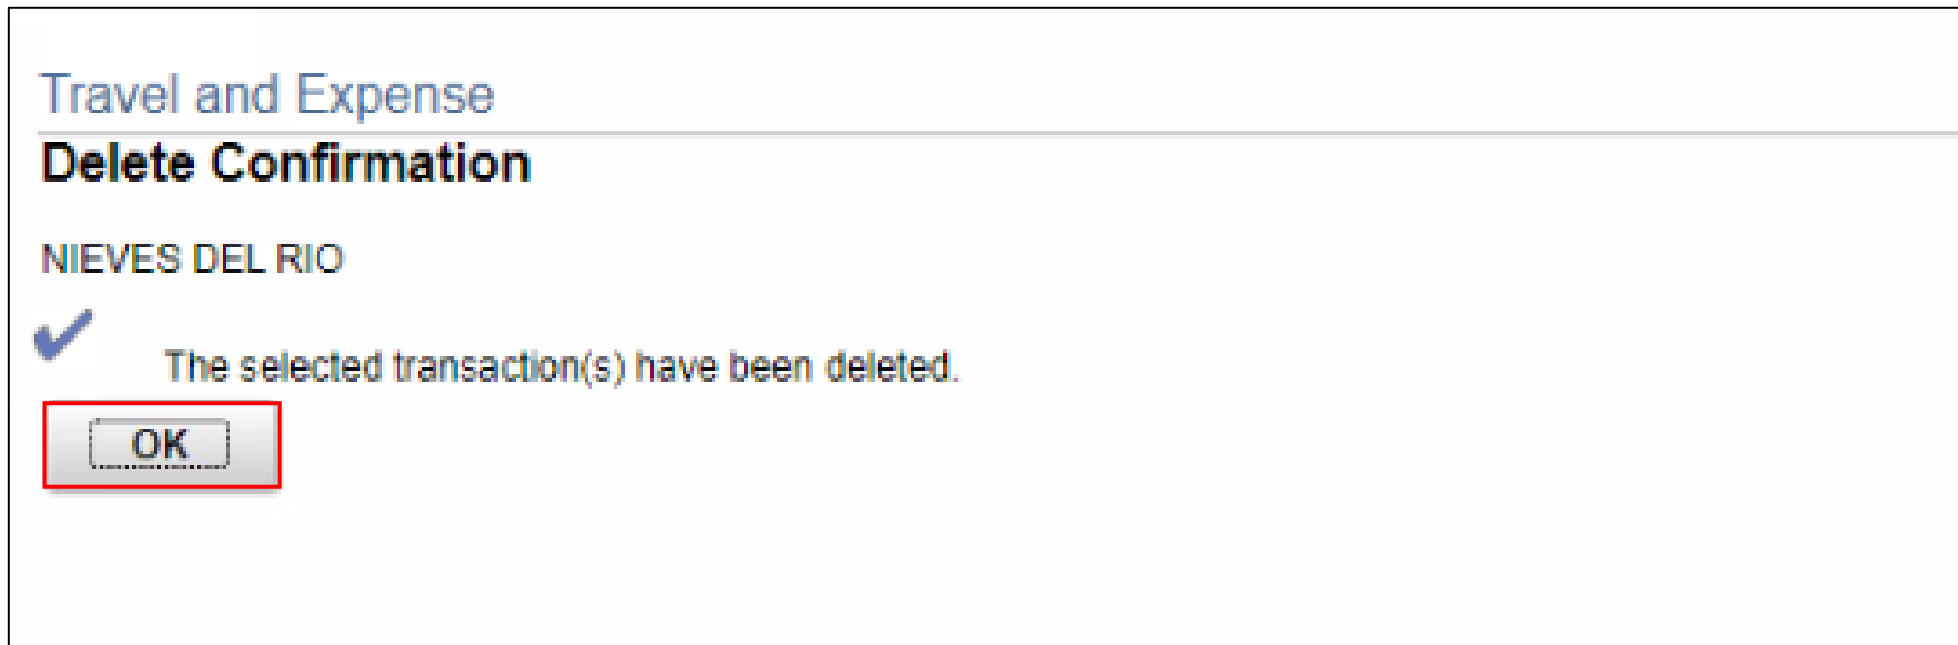 Travel and Expense
Delete Confirmation
NIEVES DEL RIO
The selected transaction(s) have been deleted.
OK